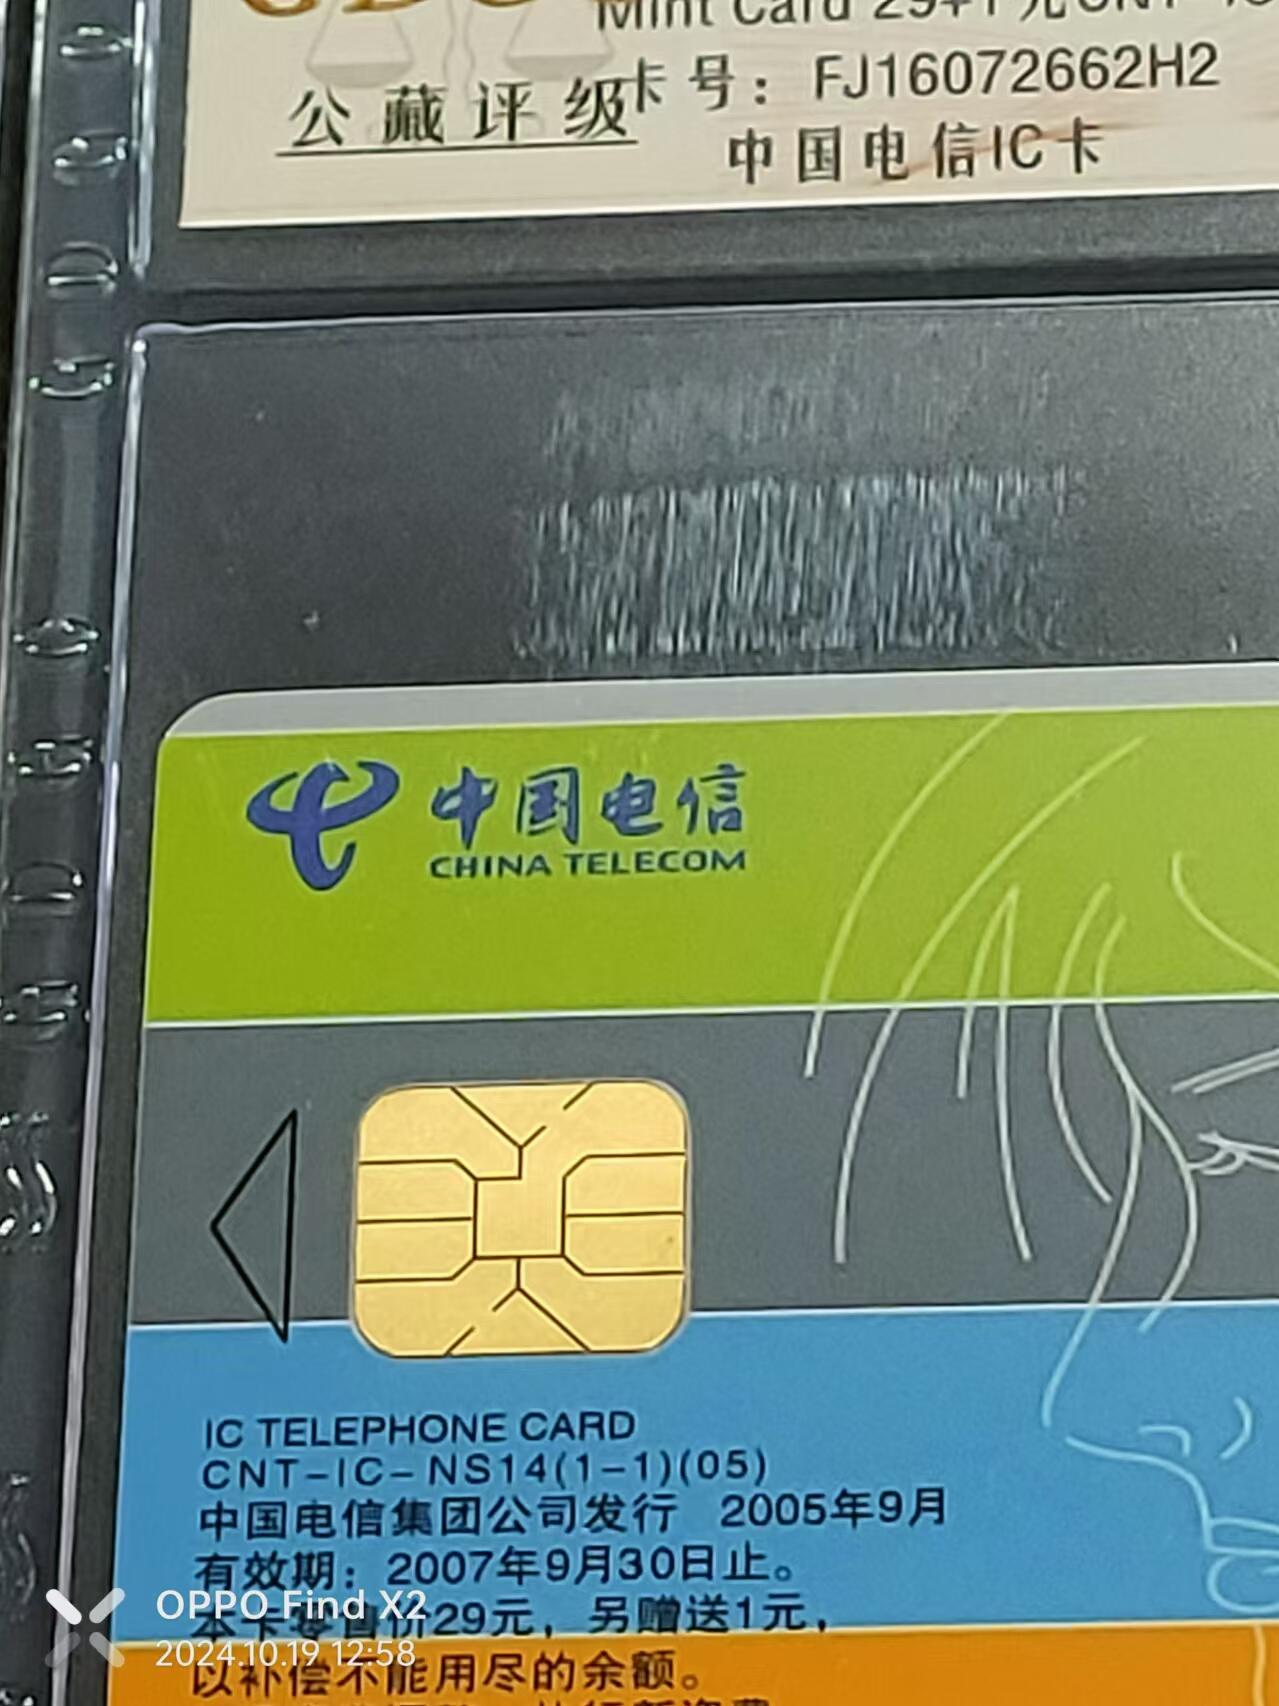 Mint Card 29+1元CNT-IC
卡号：FJ16072662H2
公藏评级
中国电信IC卡
中国电信
CHINA TELECOM
IC TELEPHONE CARD
CNT-IC-NS14(1-1)(05)
中国电信集团公司发行 2005年9月
有效期：2007年9月30日止。
本卡零售价29元，另赠送1元，
以补偿不能用尽的余额。
OPPO Find X2
2024.10.19 12:58